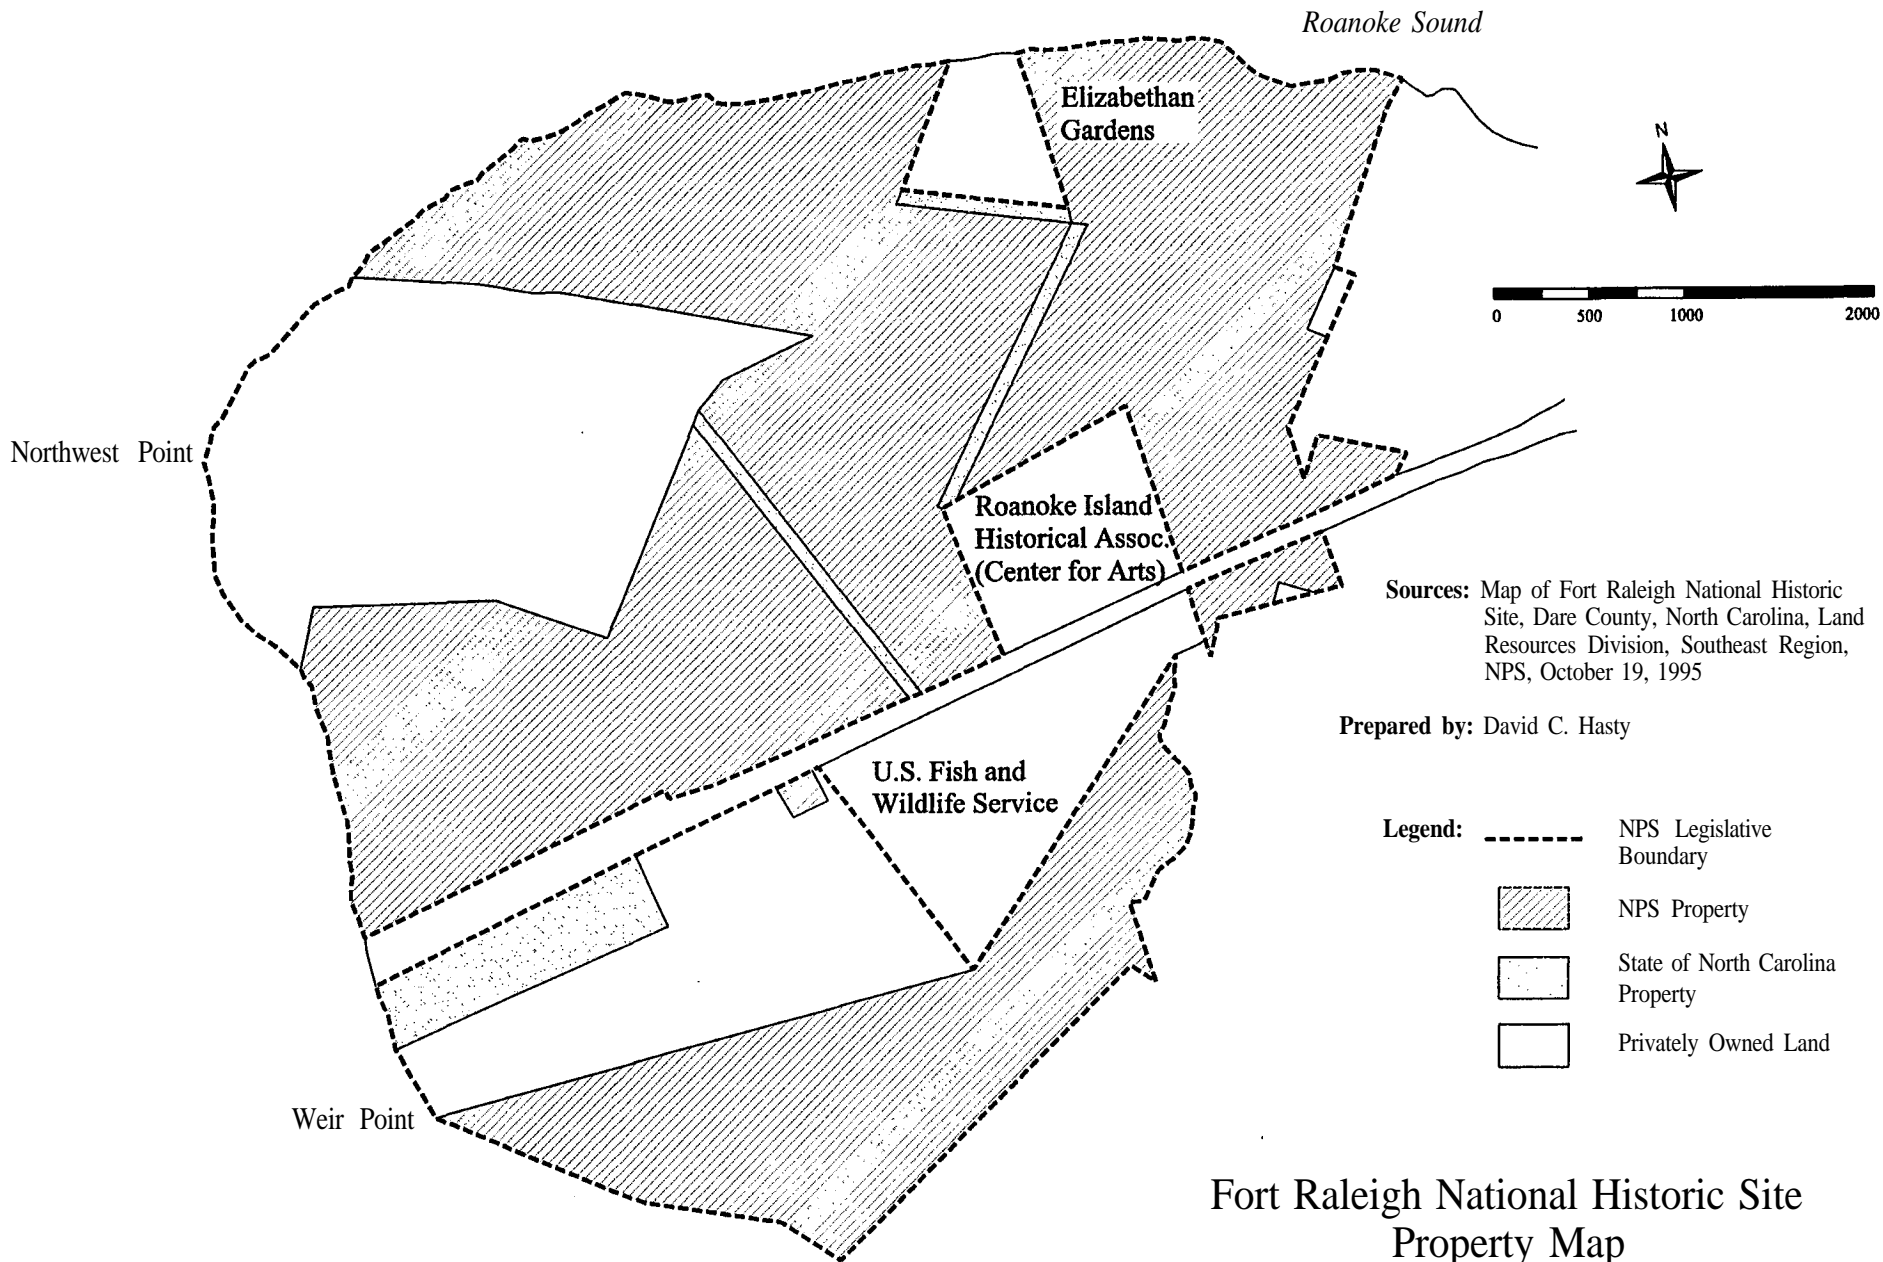 Roanoke Sound
Elizabethan
Gardens
N
0 500 1000 2000
Northwest Point
Roanoke Island
Historical Assoc.
(Center for Arts)
Sources: Map of Fort Raleigh National Historic
Site, Dare County, North Carolina, Land
Resources Division, Southeast Region,
NPS, October 19, 1995
Prepared by: David C. Hasty
U.S. Fish and
Wildlife Service
Legend:
NPS Legislative
Boundary
NPS Property
State of North Carolina
Property
Privately Owned Land
Weir Point
Fort Raleigh National Historic Site
Property Map